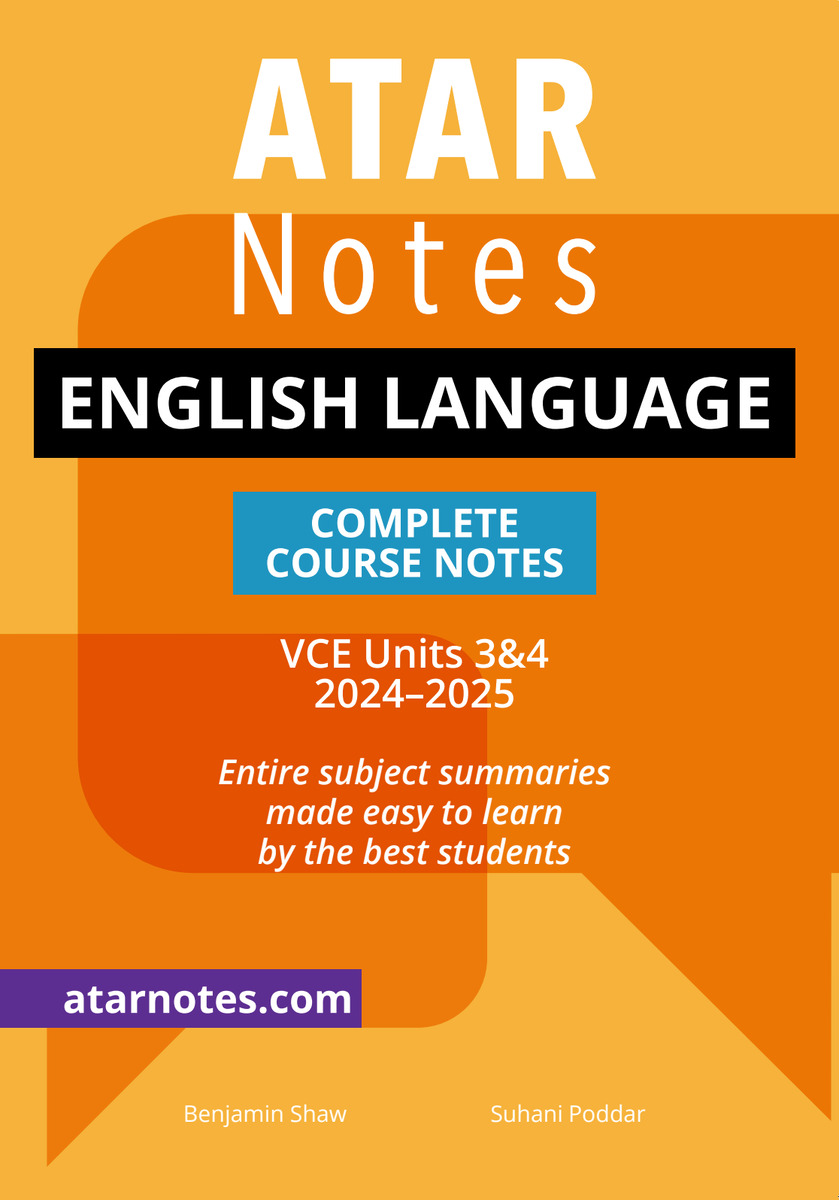 ATAR
Notes
ENGLISH LANGUAGE
COMPLETE
COURSE NOTES
VCE Units 3&4
2024–2025
Entire subject summaries
made easy to learn
by the best students
atarnotes.com
Benjamin Shaw Suhani Poddar